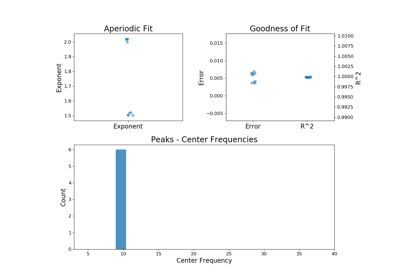 Aperiodic Fit
Exponent
2.0
1.9
1.8
1.7
1.6
1.5
Exponent
Goodness of Fit
Error
0.015
0.010
0.005
0.000
−0.005
1.0100
1.0075
1.0050
1.0025
1.0000
0.9975
0.9950
0.9925
0.9900
R^2
Error R^2
Peaks - Center Frequencies
Count
6
5
4
3
2
1
0
5 10 15 20 25 30 35 40
Center Frequency